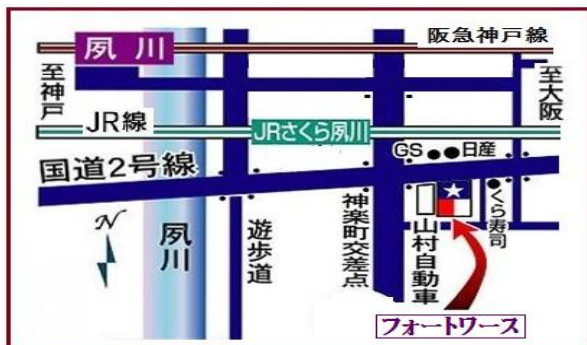 阪急神戸線
夙川
至神戸
至大阪
JR線
JRさくら夙川
GS
日産
国道2号線
くら寿司
N
夙川
遊歩道
神楽町交差点
山村自動車
フォートワース